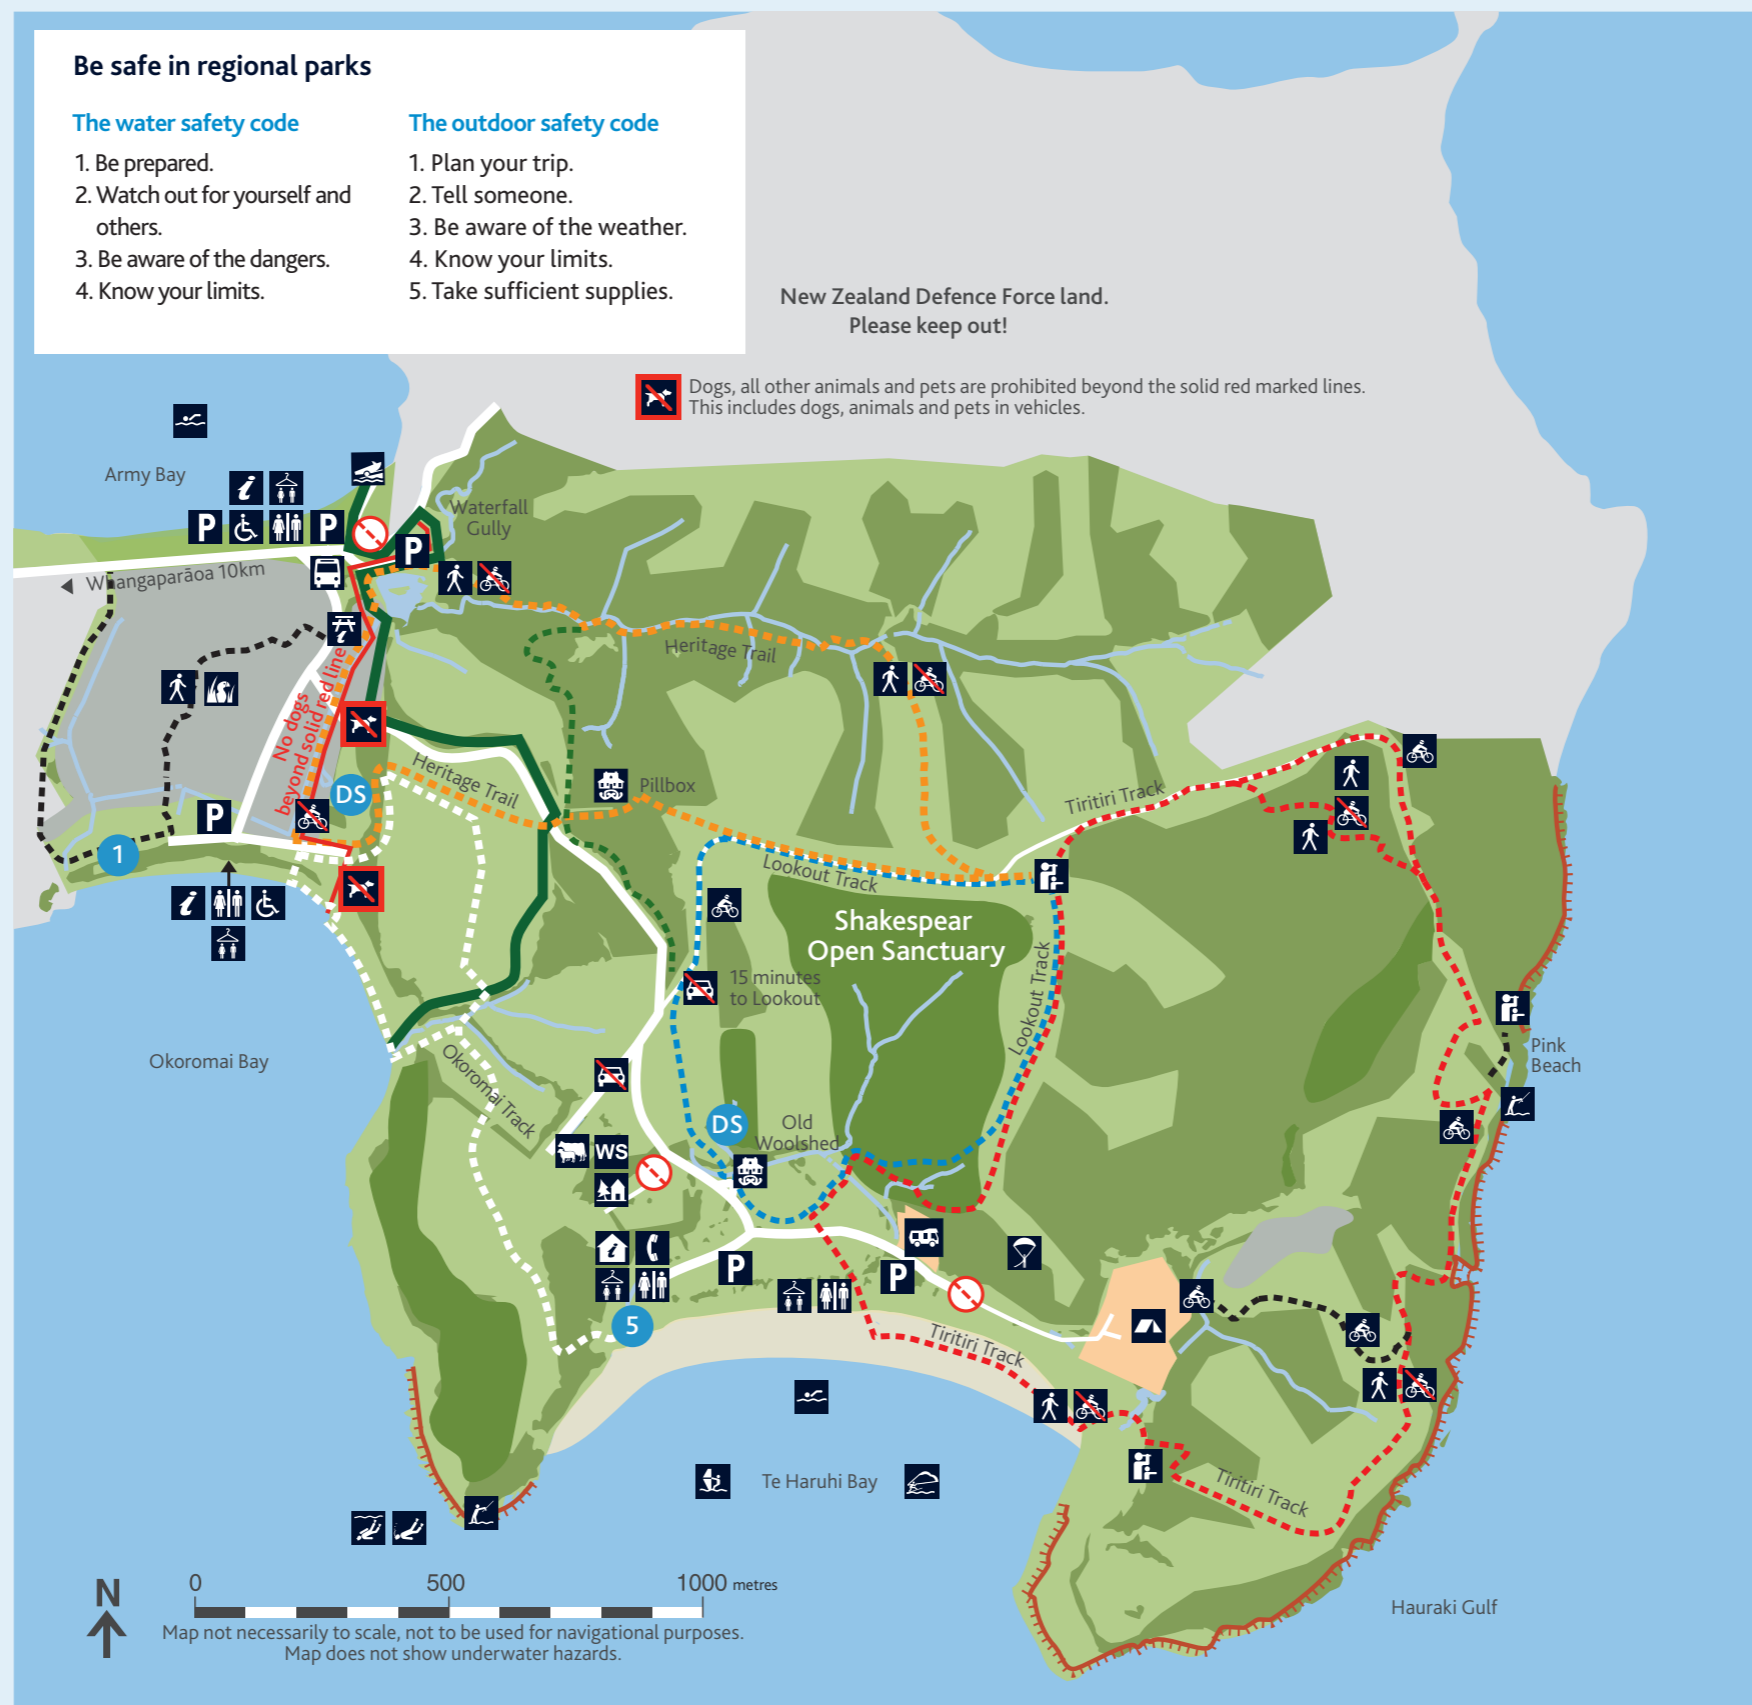 Be safe in regional parks
The water safety code
1. Be prepared.
2. Watch out for yourself and
others.
3. Be aware of the dangers.
4. Know your limits.
The outdoor safety code
1. Plan your trip.
2. Tell someone.
3. Be aware of the weather.
4. Know your limits.
5. Take sufficient supplies.
New Zealand Defence Force land.
Please keep out!
Dogs, all other animals and pets are prohibited beyond the solid red marked lines.
This includes dogs, animals and pets in vehicles.
Army Bay
i
P
P
P
Waterfall
Gully
Whangaparāoa 10km
i
Heritage Trail
No dogs
beyond solid red line
Heritage Trail
DS
P
1
i
Pillbox
Tiritiri Track
Lookout Track
Shakespear
Open Sanctuary
15 minutes
to Lookout
Lookout Track
Pink
Beach
Okoromai Bay
Okoromai Track
DS
Old
Woolshed
WS
i
P
P
5
Tiritiri Track
Te Haruhi Bay
Tiritiri Track
Hauraki Gulf
N
0
500
1000 metres
Map not necessarily to scale, not to be used for navigational purposes.
Map does not show underwater hazards.